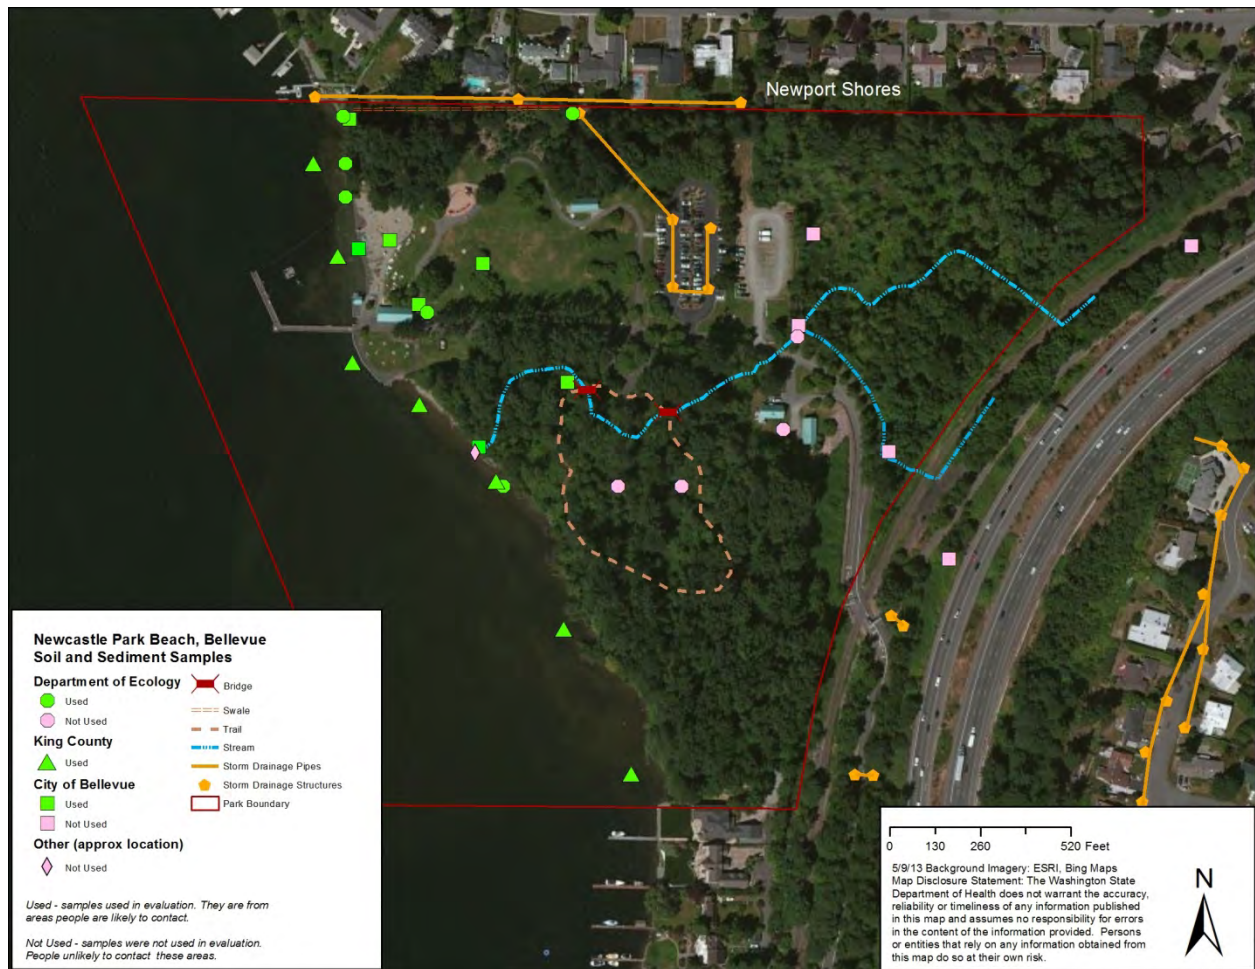 Newport Shores
Newcastle Park Beach, Bellevue
Soil and Sediment Samples
Department of Ecology
Used
Not Used
King County
Used
City of Bellevue
Used
Not Used
Other (approx location)
Not Used
Bridge
Swale
Trail
Stream
Storm Drainage Pipes
Storm Drainage Structures
Park Boundary
Used - samples used in evaluation. They are from
areas people are likely to contact.
Not Used - samples were not used in evaluation.
People unlikely to contact these areas.
0 130 260 520 Feet
5/9/13 Background Imagery: ESRI, Bing Maps
Map Disclosure Statement: The Washington State
Department of Health does not warrant the accuracy,
reliability or timeliness of any information published
in this map and assumes no responsibility for errors
in the content of the information provided. Persons
or entities that rely on any information obtained from
this map do so at their own risk.
N